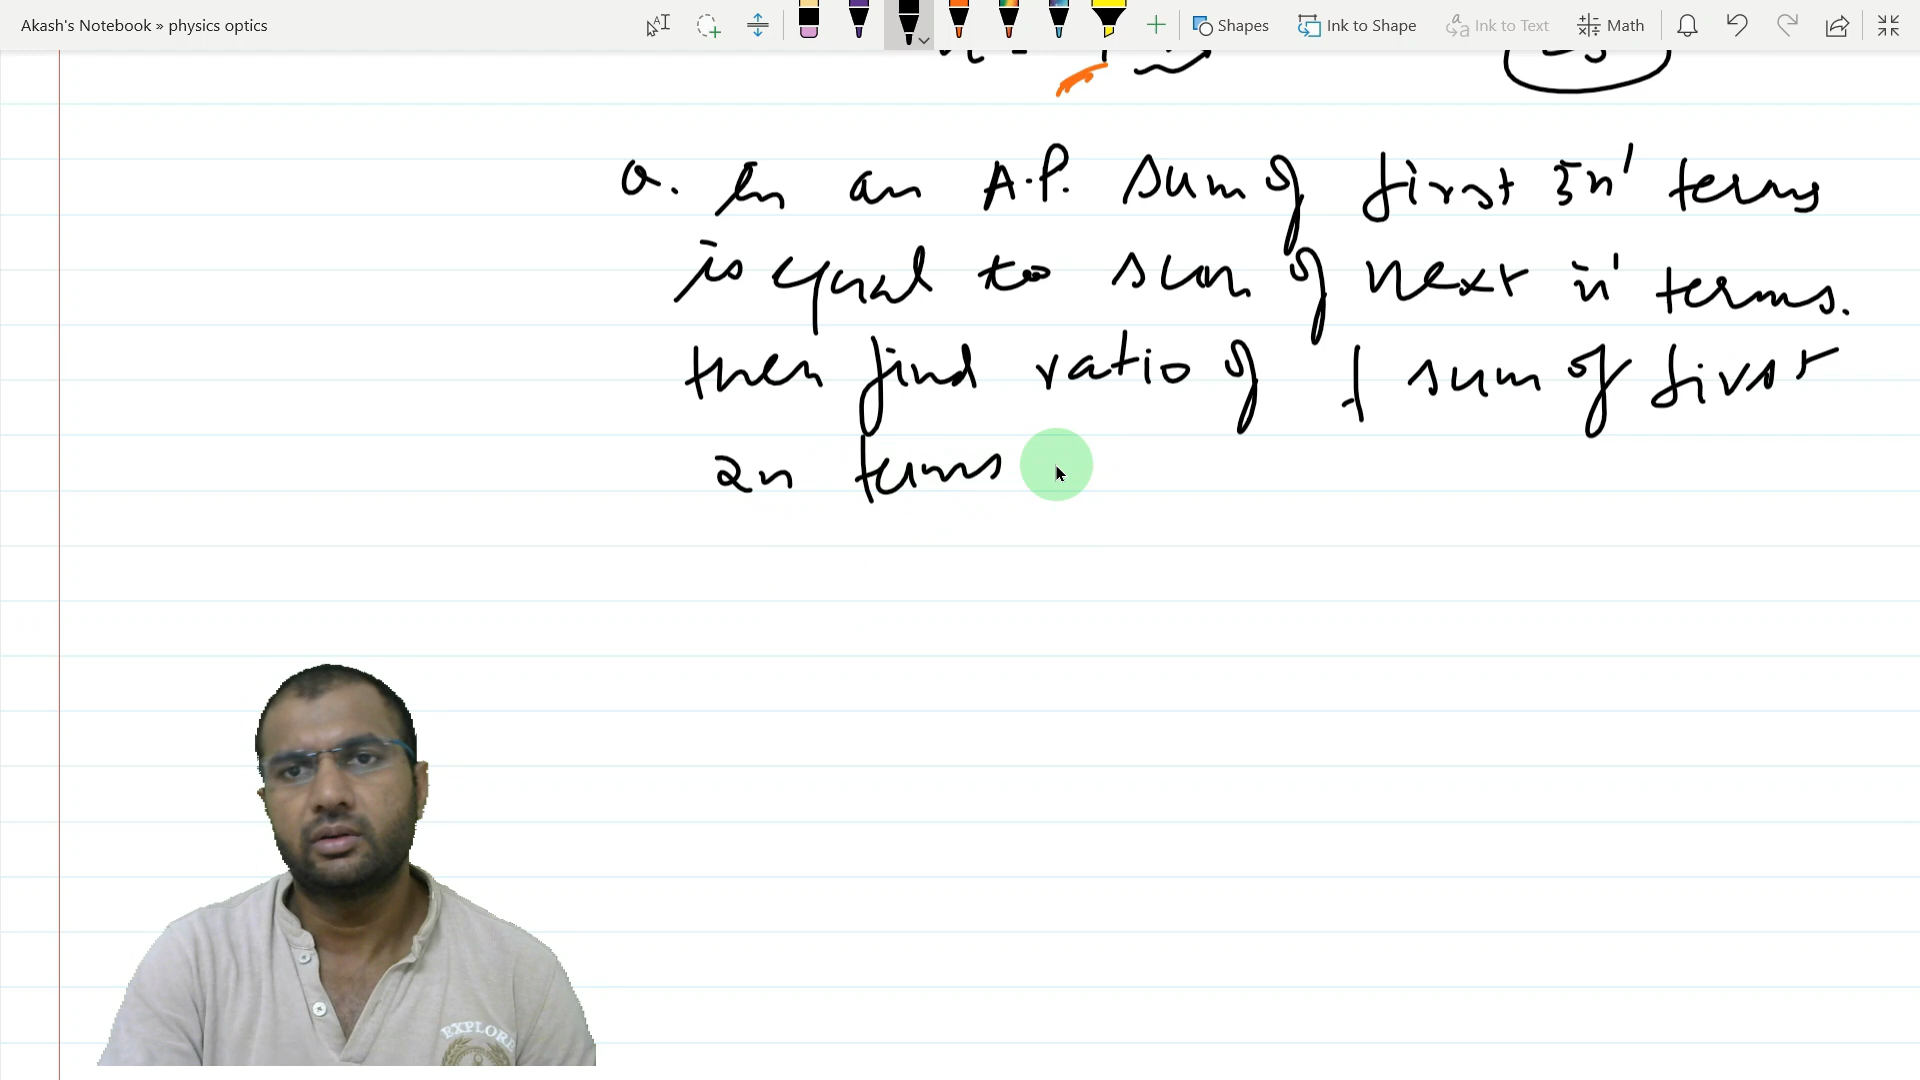 Akash's Notebook » physics optics
Shapes Ink to Shape Ink to Text Math
Q. In an A.P. sum of first 3n' terms
is equal to sum of next 'n' terms.
then find ratio of sum of first
2n terms
EXPLORE